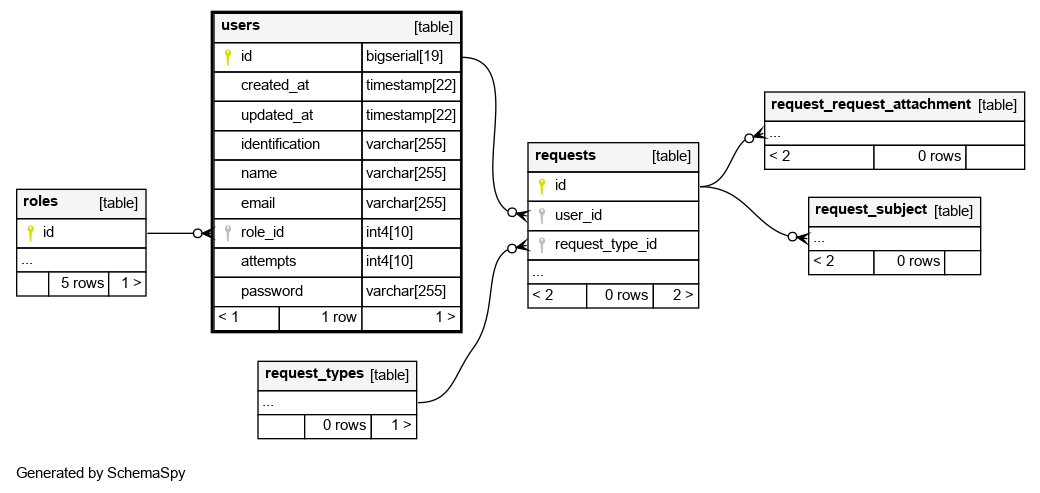 users [table]
id bigserial[19]
created_at timestamp[22]
updated_at timestamp[22]
identification varchar[255]
name varchar[255]
email varchar[255]
role_id int4[10]
attempts int4[10]
password varchar[255]
< 1 1 row 1 >
roles [table]
id
...
5 rows 1 >
requests [table]
id
user_id
request_type_id
...
< 2 0 rows 2 >
request_request_attachment [table]
...
< 2 0 rows
request_subject [table]
...
< 2 0 rows
request_types [table]
...
0 rows 1 >
Generated by SchemaSpy